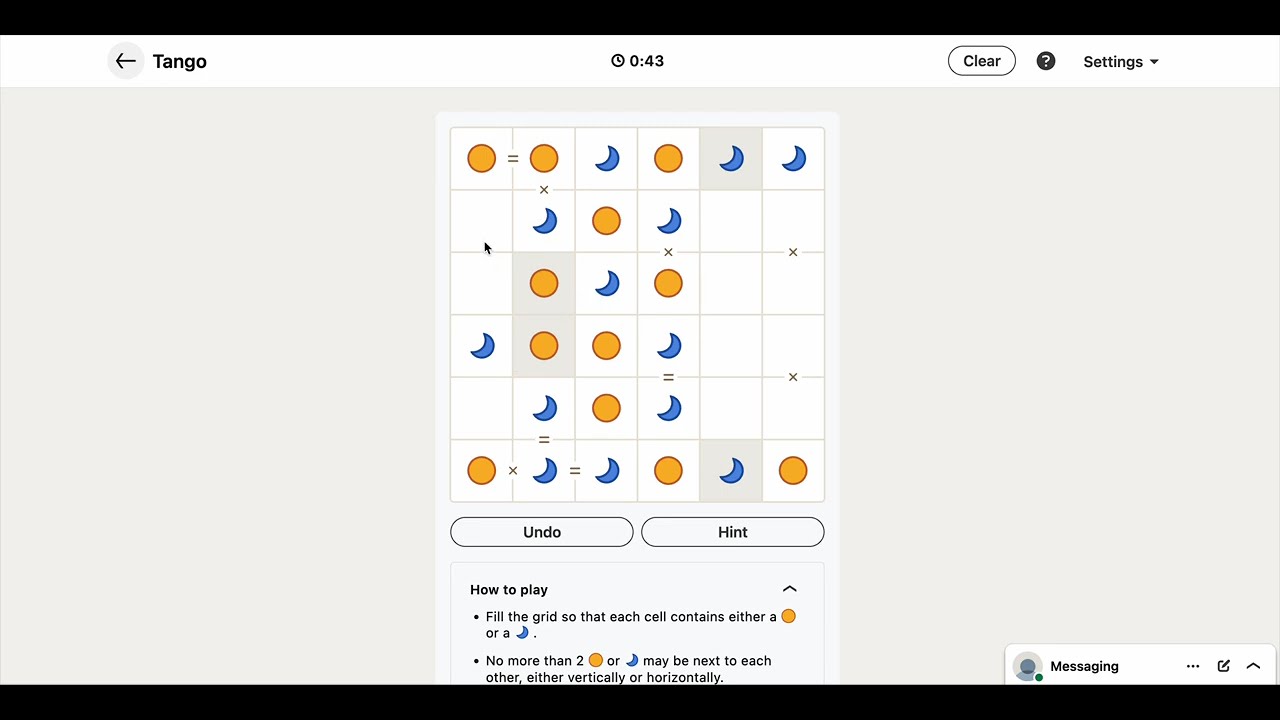 Tango
0:43
Clear
?
Settings
=
×
×
×
=
×
=
×
=
Undo
Hint
How to play
• Fill the grid so that each cell contains either a
or a .
• No more than 2 or may be next to each
other, either vertically or horizontally.
Messaging